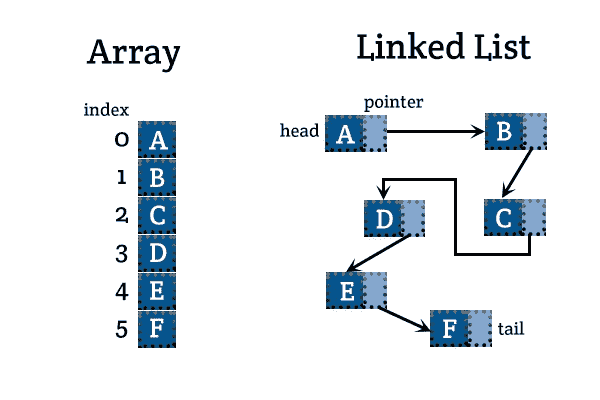 Array
Linked List
index
0 A
1 B
2 C
3 D
4 E
5 F
pointer
head A
B
C
D
E
F tail